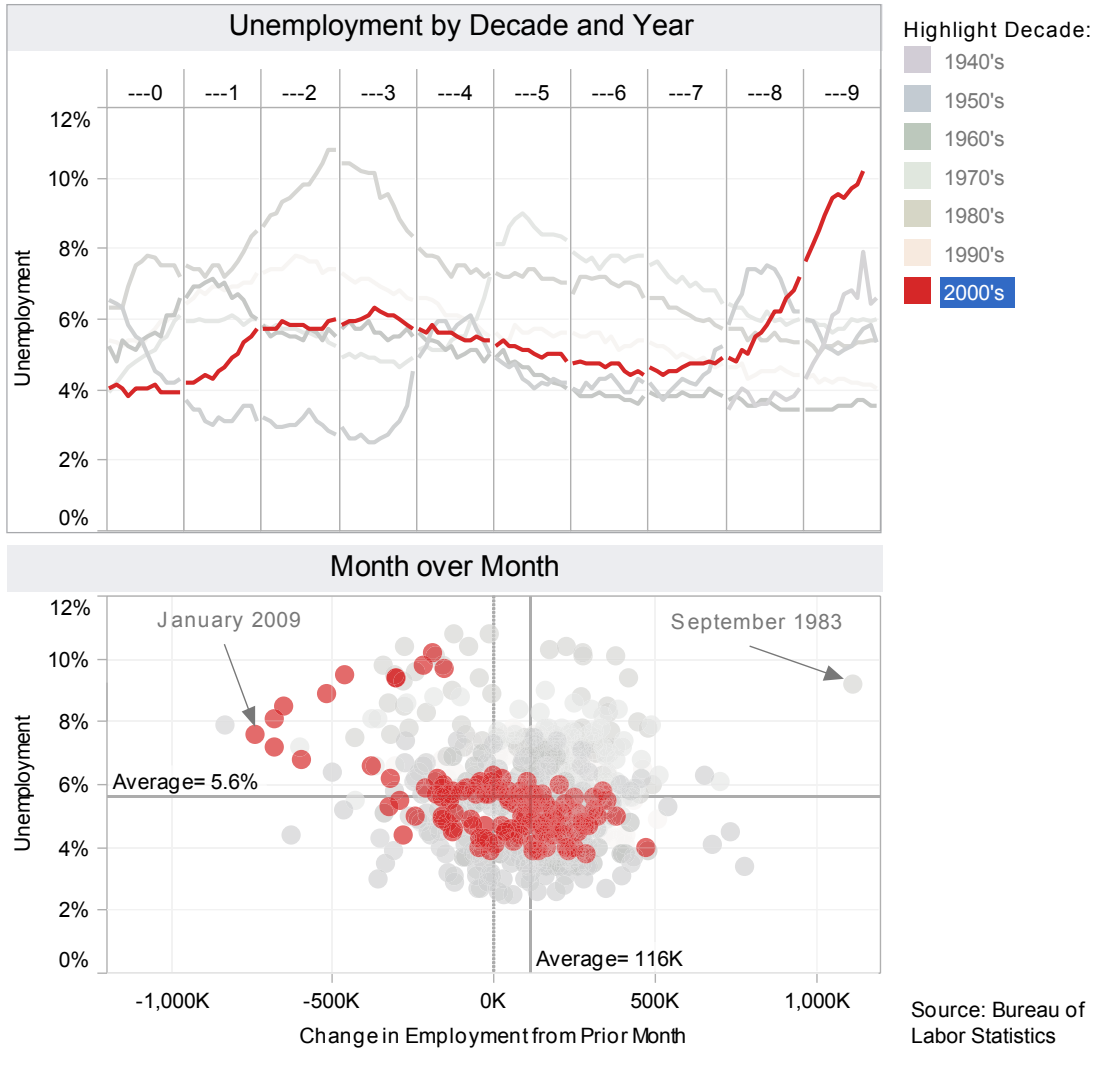 Unemployment by Decade and Year
Highlight Decade:
1940's
1950's
1960's
1970's
1980's
1990's
2000's
---0 ---1 ---2 ---3 ---4 ---5 ---6 ---7 ---8 ---9
12%
10%
8%
6%
4%
2%
0%
Unemployment
Month over Month
12%
10%
8%
6%
4%
2%
0%
Unemployment
January 2009
September 1983
Average= 5.6%
Average= 116K
-1,000K -500K 0K 500K 1,000K
Change in Employment from Prior Month
Source: Bureau of
Labor Statistics